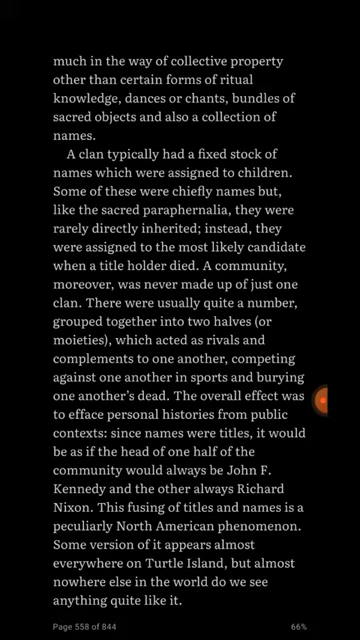 much in the way of collective property
other than certain forms of ritual
knowledge, dances or chants, bundles of
sacred objects and also a collection of
names.
A clan typically had a fixed stock of
names which were assigned to children.
Some of these were chiefly names but,
like the sacred paraphernalia, they were
rarely directly inherited; instead, they
were assigned to the most likely candidate
when a title holder died. A community,
moreover, was never made up of just one
clan. There were usually quite a number,
grouped together into two halves (or
moieties), which acted as rivals and
complements to one another, competing
against one another in sports and burying
one another’s dead. The overall effect was
to efface personal histories from public
contexts: since names were titles, it would
be as if the head of one half of the
community would always be John F.
Kennedy and the other always Richard
Nixon. This fusing of titles and names is a
peculiarly North American phenomenon.
Some version of it appears almost
everywhere on Turtle Island, but almost
nowhere else in the world do we see
anything quite like it.
Page 558 of 844 66%